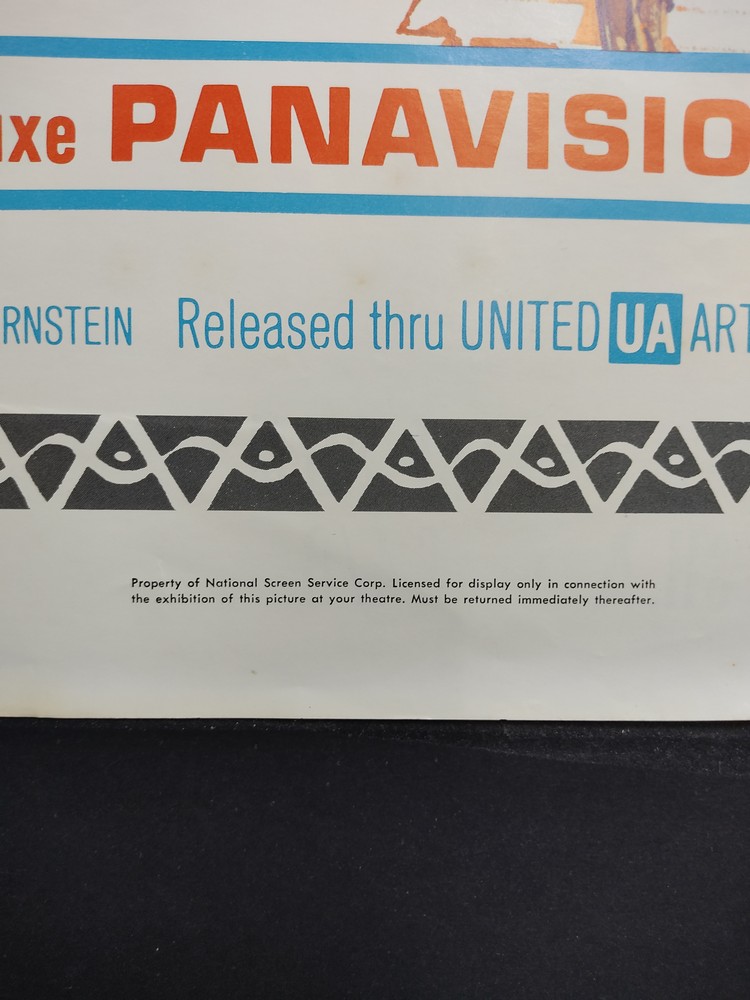 uxe PANAVISIO
RNSTEIN Released thru UNITED UA ART
Property of National Screen Service Corp. Licensed for display only in connection with
the exhibition of this picture at your theatre. Must be returned immediately thereafter.